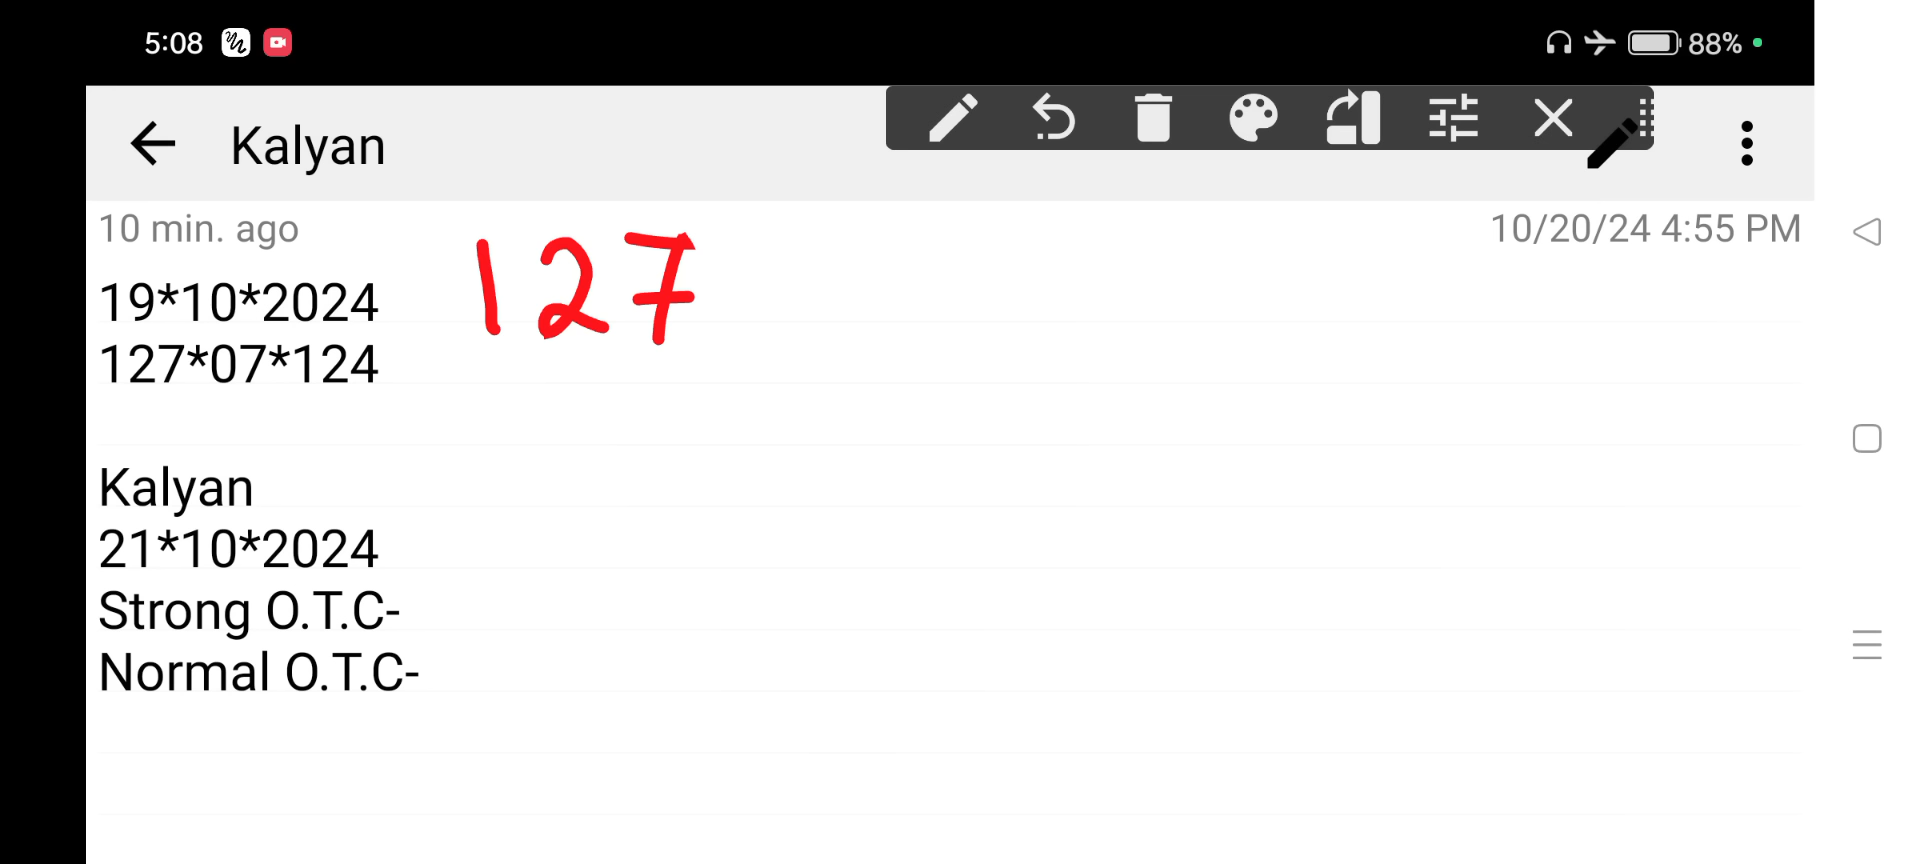 5:08 88%
Kalyan
10 min. ago 10/20/24 4:55 PM
19*10*2024 127
127*07*124
Kalyan
21*10*2024
Strong O.T.C-
Normal O.T.C-